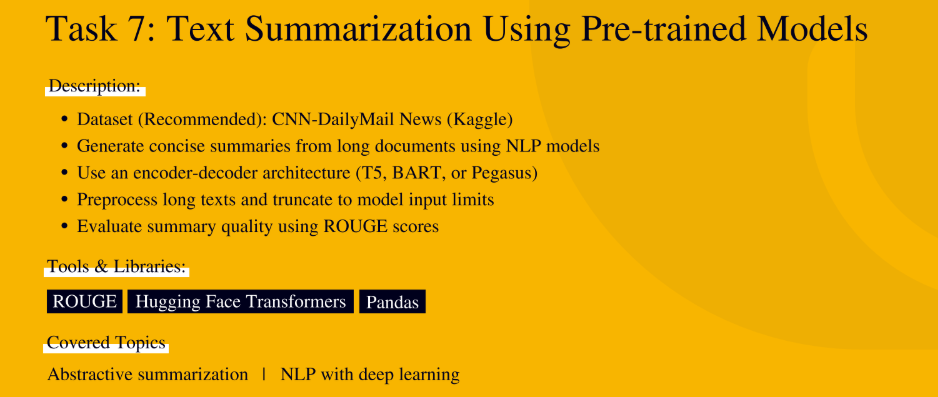 Task 7: Text Summarization Using Pre-trained Models
Description:
• Dataset (Recommended): CNN-DailyMail News (Kaggle)
• Generate concise summaries from long documents using NLP models
• Use an encoder-decoder architecture (T5, BART, or Pegasus)
• Preprocess long texts and truncate to model input limits
• Evaluate summary quality using ROUGE scores
Tools & Libraries:
ROUGE Hugging Face Transformers Pandas
Covered Topics
Abstractive summarization | NLP with deep learning